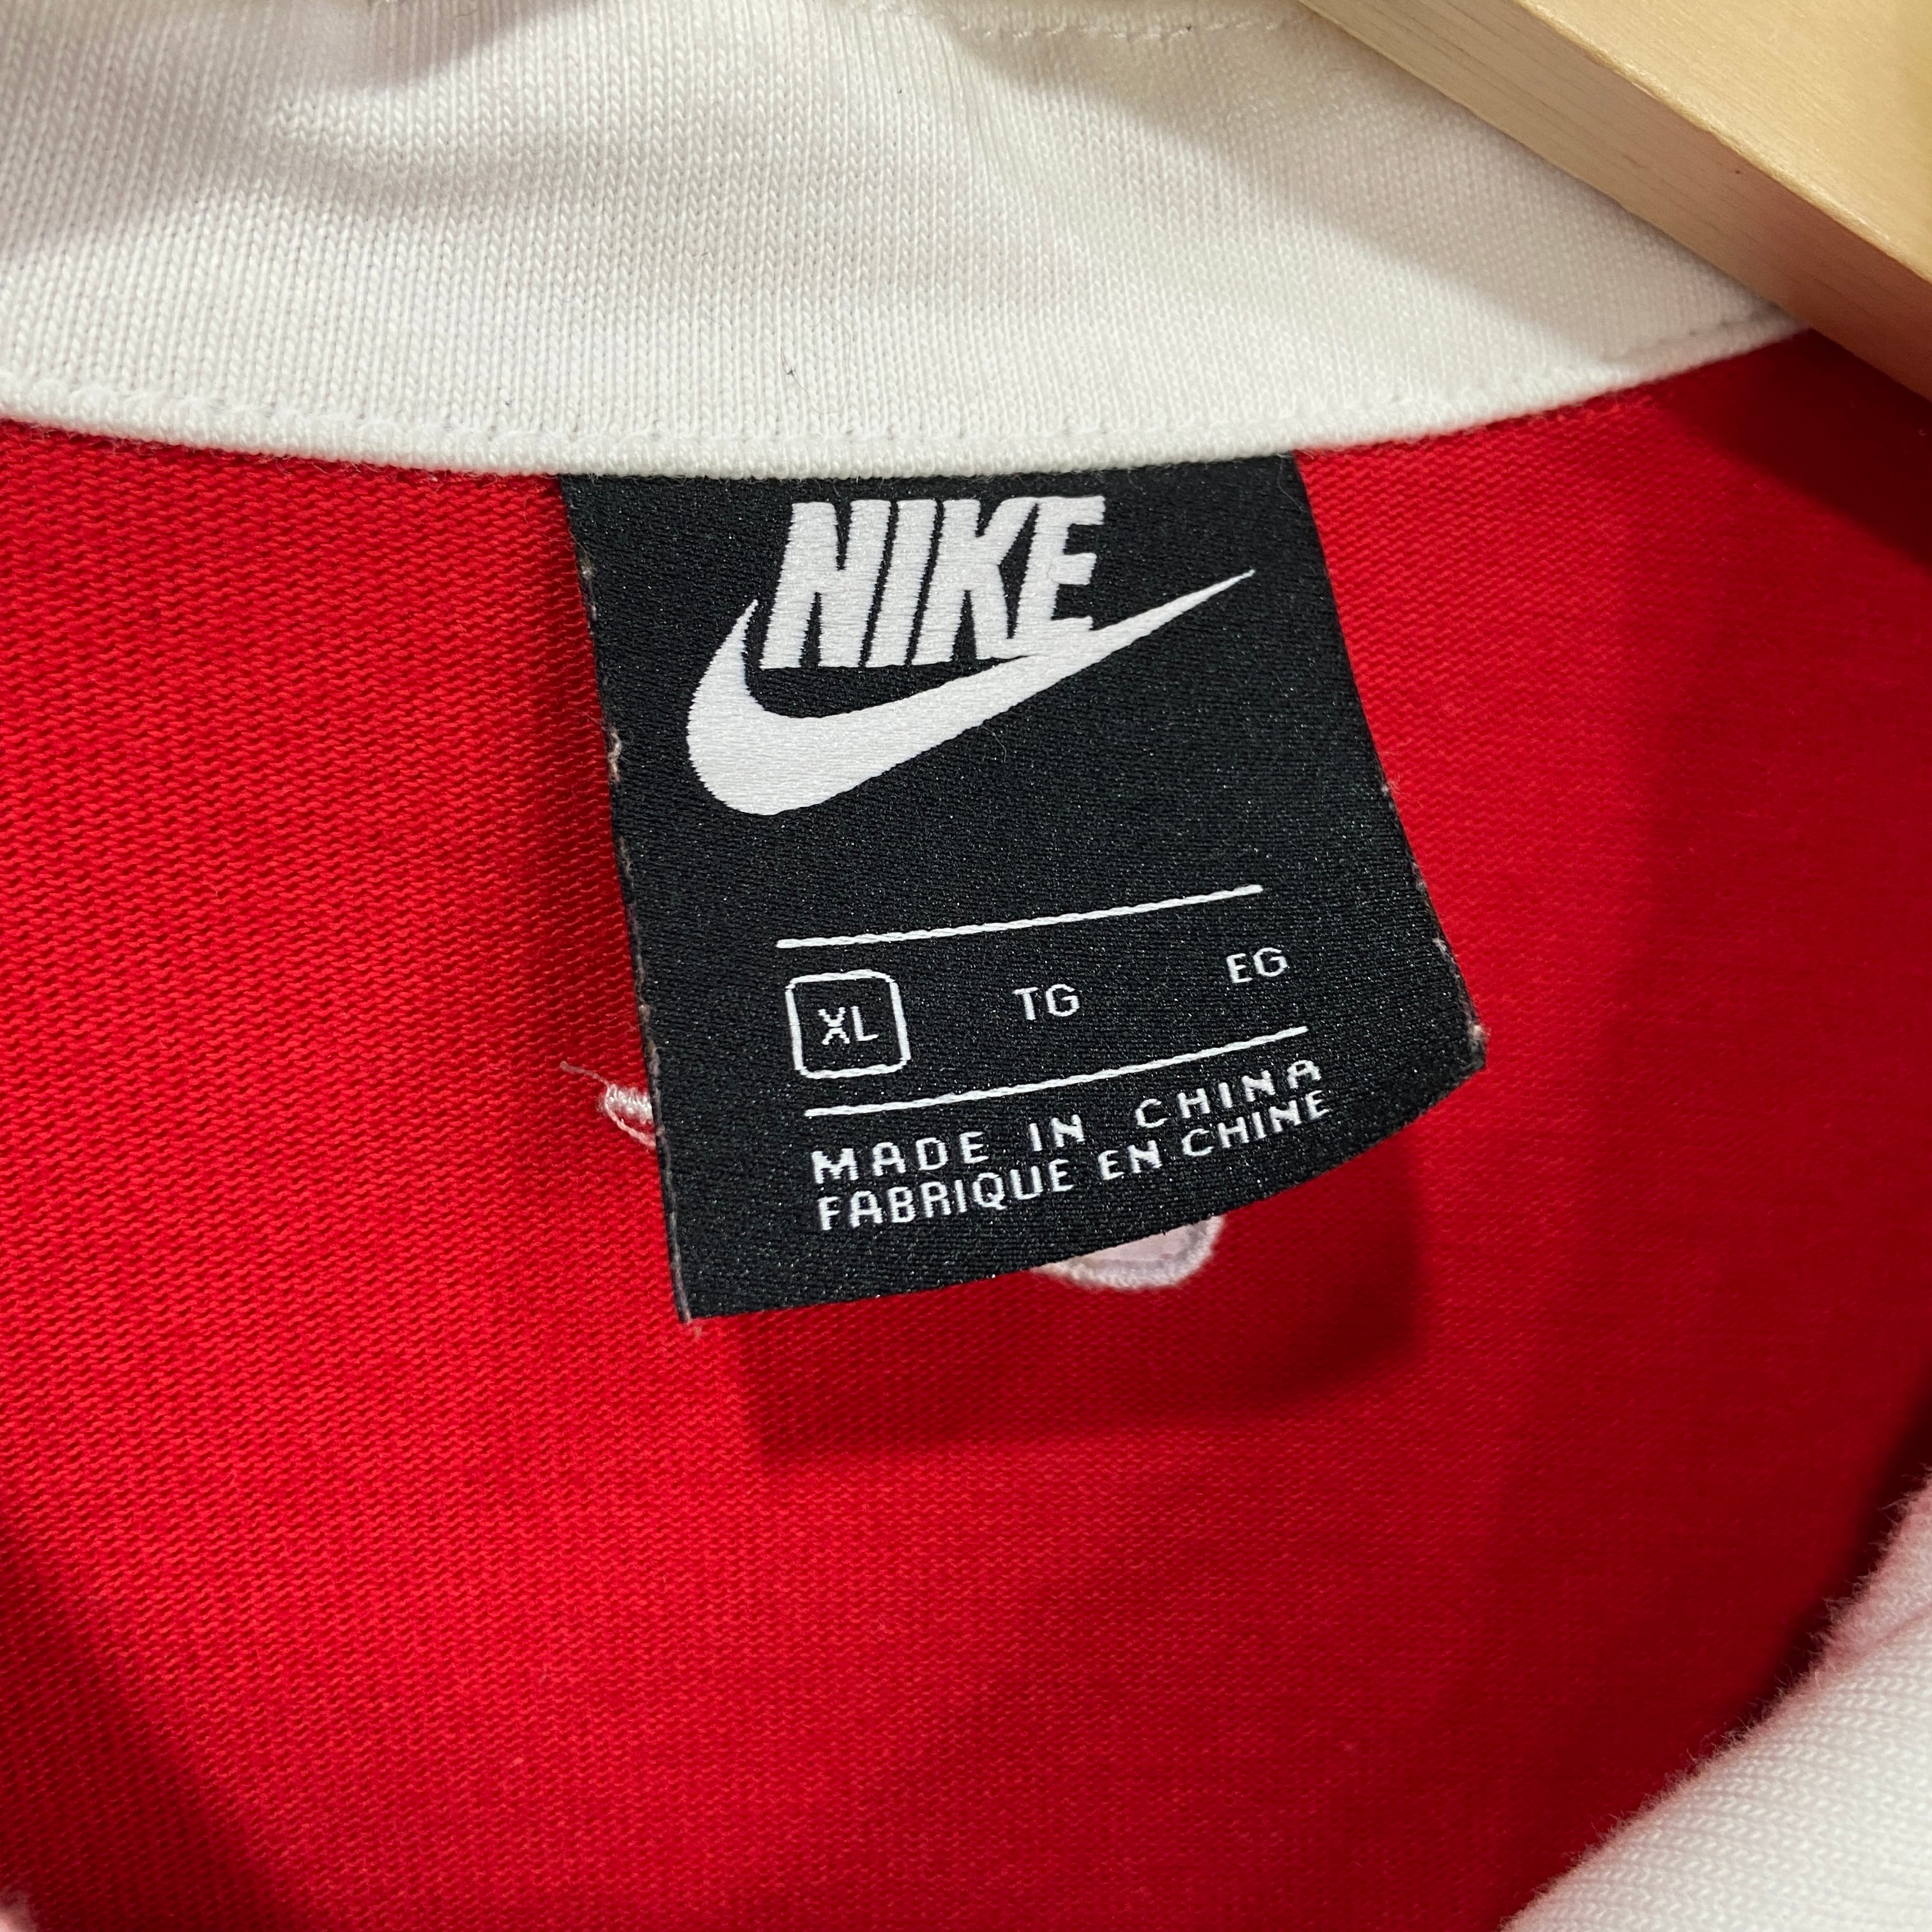 NIKE
XL TG EG
MADE IN CHINA
FABRIQUE EN CHINE